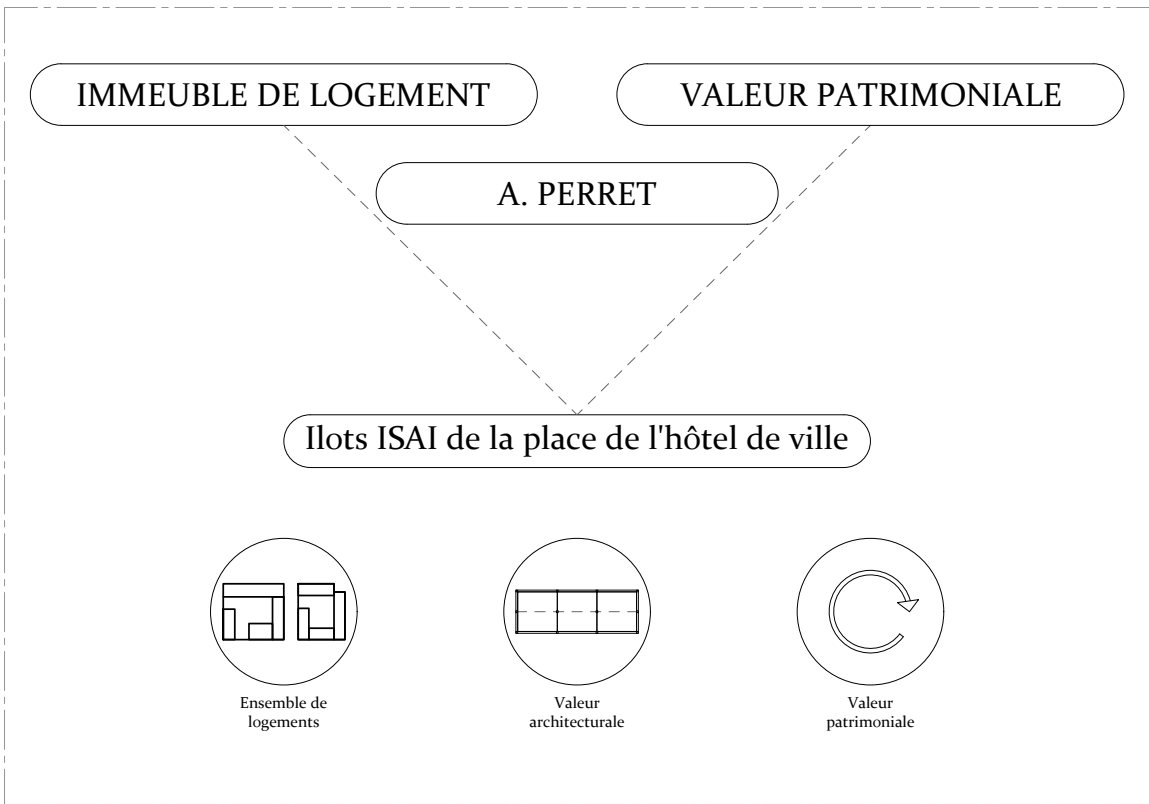 IMMEUBLE DE LOGEMENT
VALEUR PATRIMONIALE
A. PERRET
Ilots ISAI de la place de l'hôtel de ville
Ensemble de
logements
Valeur
architecturale
Valeur
patrimoniale